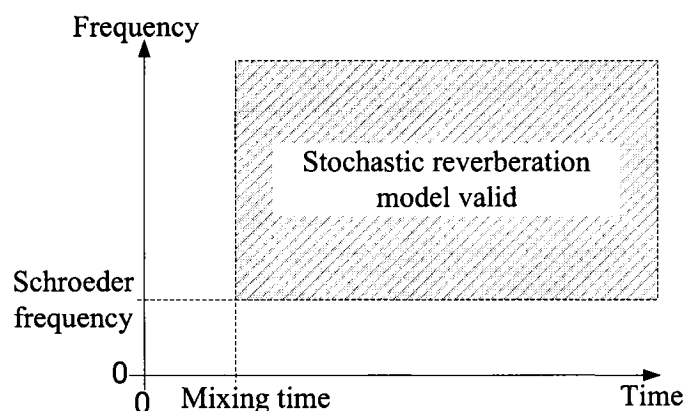 Frequency
Stochastic reverberation
model valid
Schroeder
frequency
0
0
Mixing time
Time